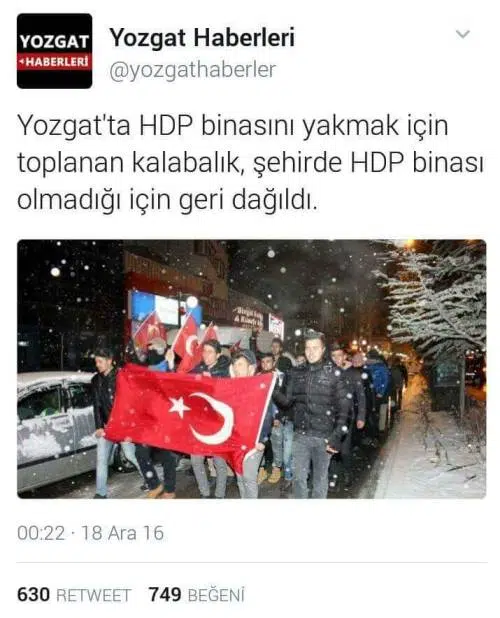 YOZGAT
HABERLERİ
Yozgat Haberleri
@yozgathaberler
Yozgat'ta HDP binasını yakmak için
toplanan kalabalık, şehirde HDP binası
olmadığı için geri dağıldı.
00:22 · 18 Ara 16
630 RETWEET 749 BEĞENİ